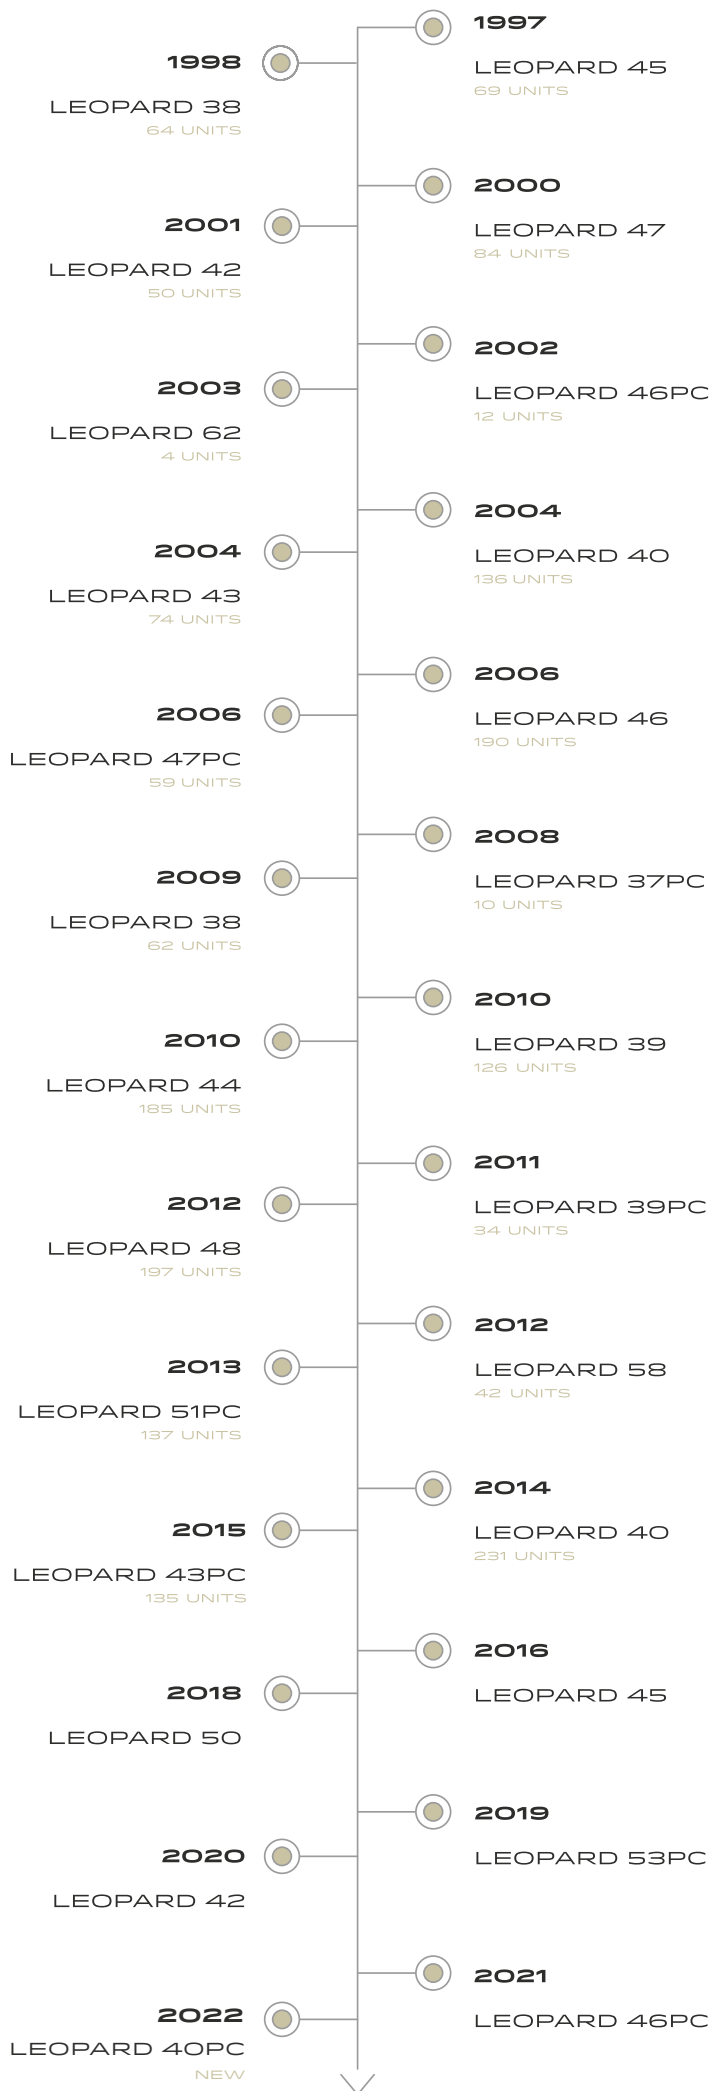 1997
LEOPARD 45
69 UNITS
1998
LEOPARD 38
64 UNITS
2000
LEOPARD 47
84 UNITS
2001
LEOPARD 42
50 UNITS
2002
LEOPARD 46PC
12 UNITS
2003
LEOPARD 62
4 UNITS
2004
LEOPARD 40
136 UNITS
2004
LEOPARD 43
74 UNITS
2006
LEOPARD 46
190 UNITS
2006
LEOPARD 47PC
59 UNITS
2008
LEOPARD 37PC
10 UNITS
2009
LEOPARD 38
62 UNITS
2010
LEOPARD 39
126 UNITS
2010
LEOPARD 44
185 UNITS
2011
LEOPARD 39PC
34 UNITS
2012
LEOPARD 48
197 UNITS
2012
LEOPARD 58
42 UNITS
2013
LEOPARD 51PC
137 UNITS
2014
LEOPARD 40
231 UNITS
2015
LEOPARD 43PC
135 UNITS
2016
LEOPARD 45
2018
LEOPARD 50
2019
LEOPARD 53PC
2020
LEOPARD 42
2021
LEOPARD 46PC
2022
LEOPARD 40PC
NEW